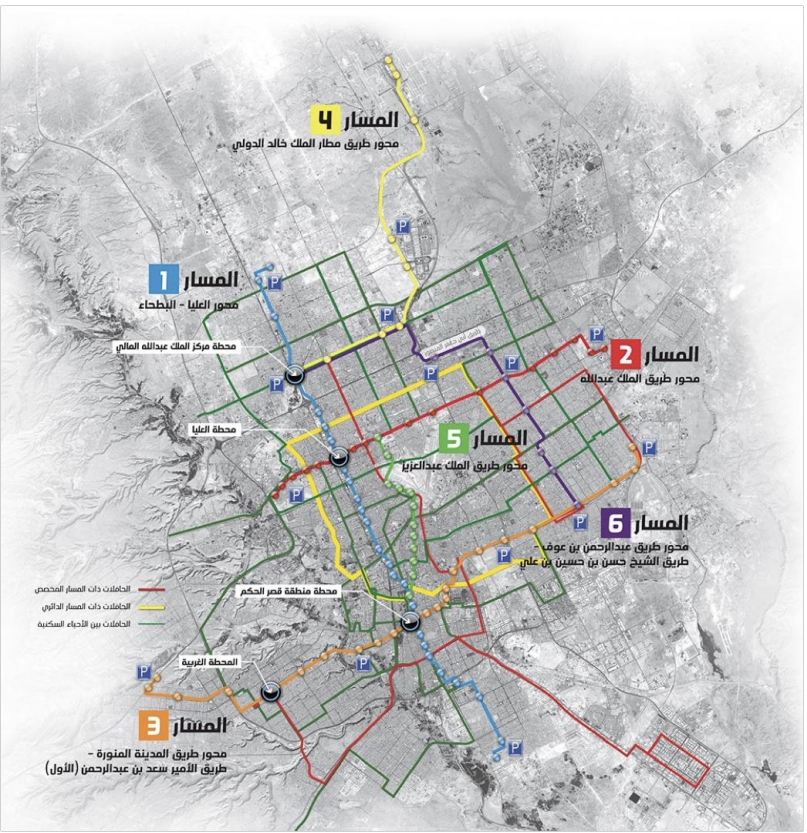 المسار 4
محور طريق مطار الملك خالد الدولي
المسار 1
محور العليا - البطحاء
محطة مركز الملك عبدالله المالي
المسار 2
محور طريق الملك عبدالله
محطة العليا
المسار 5
محور طريق الملك عبدالعزيز
المسار 6
محور طريق عبدالرحمن بن عوف -
طريق الشيخ حسن بن حسين بن علي
محطة منطقة قصر الحكم
الحافلات ذات المسار المخصص
الحافلات ذات المسار الدائري
الحافلات بين الأحياء السكنية
المحطة الغربية
المسار 3
محور طريق المدينة المنورة -
طريق الأمير سعد بن عبدالرحمن (الأول)
P
P
P
P
P
P
P
P
P
P
P
P
P